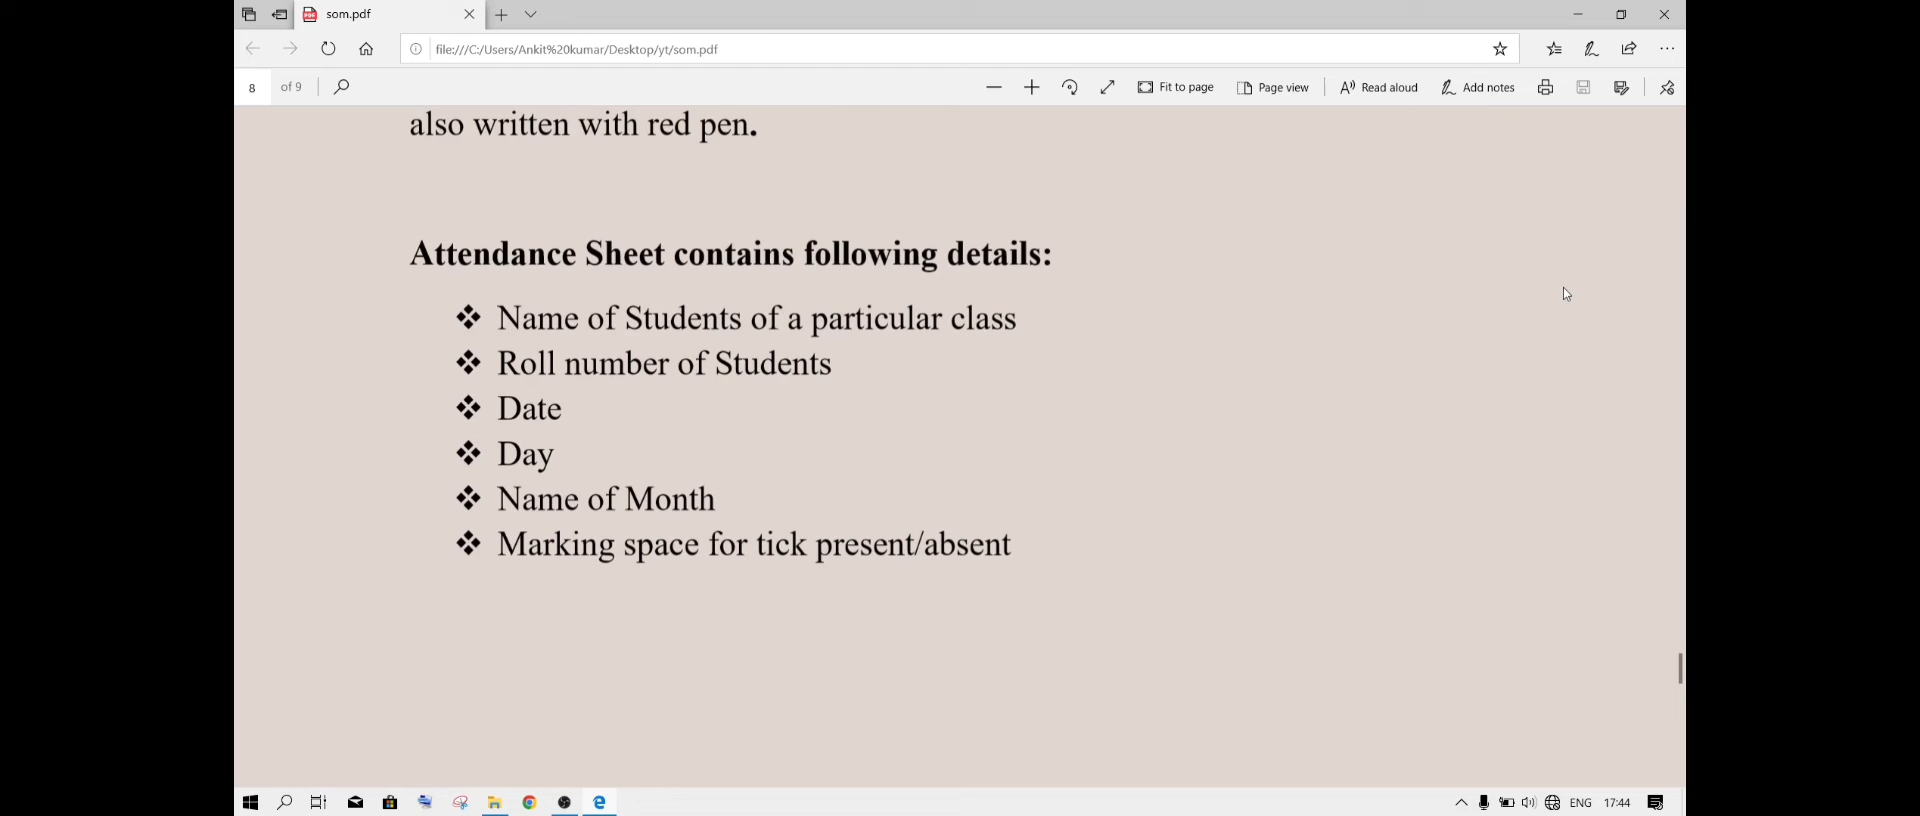 som.pdf
file:///C:/Users/Ankit%20kumar/Desktop/yt/som.pdf
8 of 9
Fit to page
Page view
Read aloud
Add notes
also written with red pen.
Attendance Sheet contains following details:
❖ Name of Students of a particular class
❖ Roll number of Students
❖ Date
❖ Day
❖ Name of Month
❖ Marking space for tick present/absent
ENG 17:44